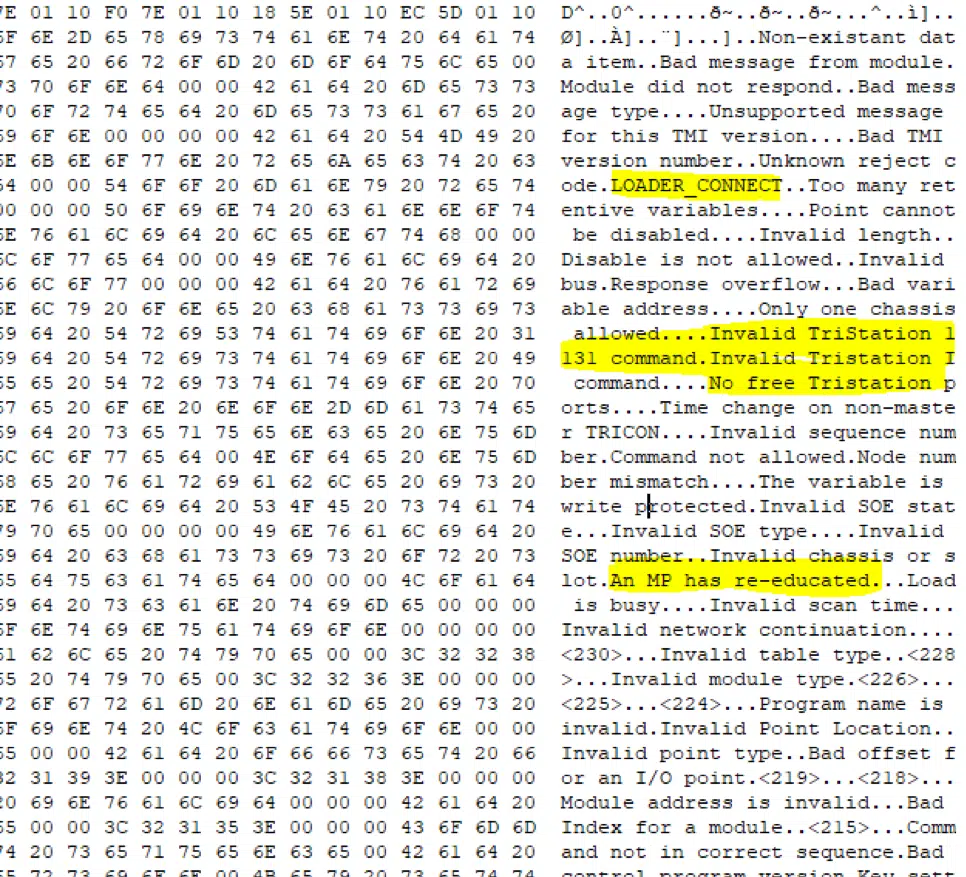 7E 01 10 F0 7E 01 10 18 5E 01 10 EC 5D 01 10 D^..0^......ð~..ð~..ð~...^..ì]..
6F 6E 2D 65 78 69 73 74 61 6E 74 20 64 61 74 Ø]..À]..¨]...]..Non-existant dat
67 65 20 66 72 6F 6D 20 6D 6F 64 75 6C 65 00 a item..Bad message from module.
73 70 6F 6E 64 00 00 42 61 64 20 6D 65 73 73 Module did not respond..Bad mess
70 6F 72 74 65 64 20 6D 65 73 73 61 67 65 20 age type....Unsupported message
69 6F 6E 00 00 00 00 42 61 64 20 54 4D 49 20 for this TMI version....Bad TMI
6E 6B 6E 6F 77 6E 20 72 65 6A 65 63 74 20 63 version number..Unknown reject c
54 00 00 54 6F 6F 20 6D 61 6E 79 20 72 65 74 ode.LOADER_CONNECT..Too many ret
00 00 00 50 6F 69 6E 74 20 63 61 6E 6E 6F 74 entive variables....Point cannot
6E 76 61 6C 69 64 20 6C 65 6E 67 74 68 00 00 be disabled....Invalid length..
6C 6F 77 65 64 00 00 49 6E 76 61 6C 69 64 20 Disable is not allowed..Invalid
66 6C 6F 77 00 00 00 42 61 64 20 76 61 72 69 bus.Response overflow...Bad vari
6E 6C 79 20 6F 6E 65 20 63 68 61 73 73 69 73 able address....Only one chassis
69 64 20 54 72 69 53 74 61 74 69 6F 6E 20 31 allowed....Invalid TriStation 1
69 64 20 54 72 69 73 74 61 74 69 6F 6E 20 49 131 command.Invalid Tristation I
65 65 20 54 72 69 73 74 61 74 69 6F 6E 20 70 command....No free Tristation p
67 65 20 6F 6E 20 6E 6F 6E 2D 6D 61 73 74 65 orts....Time change on non-maste
69 64 20 73 65 71 75 65 6E 63 65 20 6E 75 6D r TRICON....Invalid sequence num
6C 6C 6F 77 65 64 00 4E 6F 64 65 20 6E 75 6D ber.Command not allowed.Node num
68 65 20 76 61 72 69 61 62 6C 65 20 69 73 20 ber mismatch....The variable is
6E 76 61 6C 69 64 20 53 4F 45 20 73 74 61 74 write protected.Invalid SOE stat
79 70 65 00 00 00 00 49 6E 76 61 6C 69 64 20 e...Invalid SOE type....Invalid
69 64 20 63 68 61 73 73 69 73 20 6F 72 20 73 SOE number..Invalid chassis or s
65 64 75 63 61 74 65 64 00 00 00 4C 6F 61 64 lot.An MP has re-educated...Load
69 64 20 73 63 61 6E 20 74 69 6D 65 00 00 00 is busy....Invalid scan time...
6F 6E 74 69 6E 75 61 74 69 6F 6E 00 00 00 00 Invalid network continuation....
61 62 6C 65 20 74 79 70 65 00 00 3C 32 32 38 <230>...Invalid table type..<228
65 20 74 79 70 65 00 3C 32 32 36 3E 00 00 00 >...Invalid module type.<226>...
72 6F 67 72 61 6D 20 6E 61 6D 65 20 69 73 20 <225>...<224>...Program name is
6F 69 6E 74 20 4C 6F 63 61 74 69 6F 6E 00 00 invalid.Invalid Point Location..
65 00 00 42 61 64 20 6F 66 66 73 65 74 20 66 Invalid point type..Bad offset f
32 31 39 3E 00 00 00 3C 32 31 38 3E 00 00 00 or an I/O point.<219>...<218>...
20 69 6E 76 61 6C 69 64 00 00 00 42 61 64 20 Module address is invalid...Bad
65 00 00 3C 32 31 35 3E 00 00 00 43 6F 6D 6D Index for a module..<215>...Comm
74 20 73 65 71 75 65 6E 63 65 00 42 61 64 20 and not in correct sequence.Bad
65 72 73 69 6F 6E 00 4B 65 79 20 73 65 74 74 control program version.Key sett